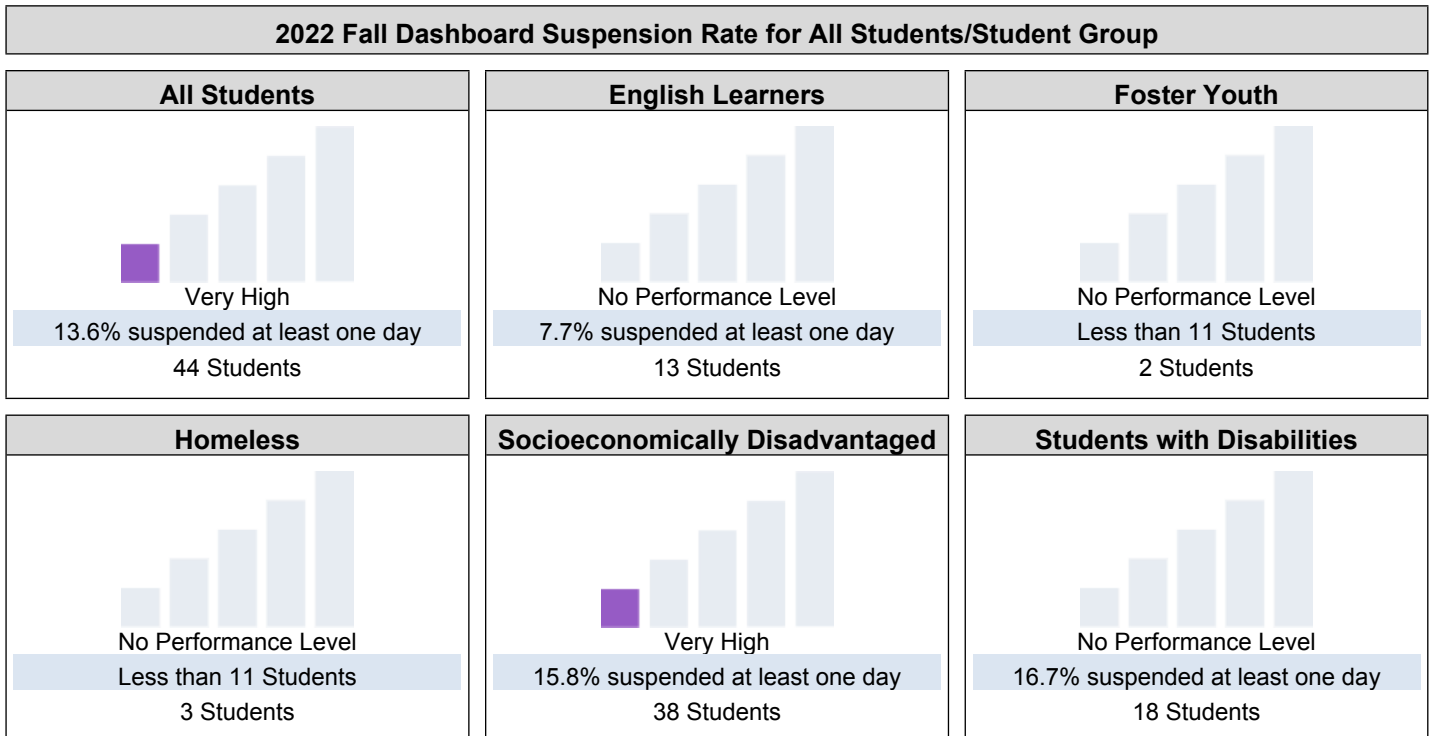 2022 Fall Dashboard Suspension Rate for All Students/Student Group
All Students
Very High
13.6% suspended at least one day
44 Students
English Learners
No Performance Level
7.7% suspended at least one day
13 Students
Foster Youth
No Performance Level
Less than 11 Students
2 Students
Homeless
No Performance Level
Less than 11 Students
3 Students
Socioeconomically Disadvantaged
Very High
15.8% suspended at least one day
38 Students
Students with Disabilities
No Performance Level
16.7% suspended at least one day
18 Students